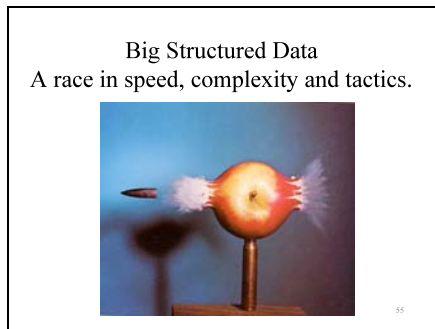 Big Structured Data
A race in speed, complexity and tactics.
55